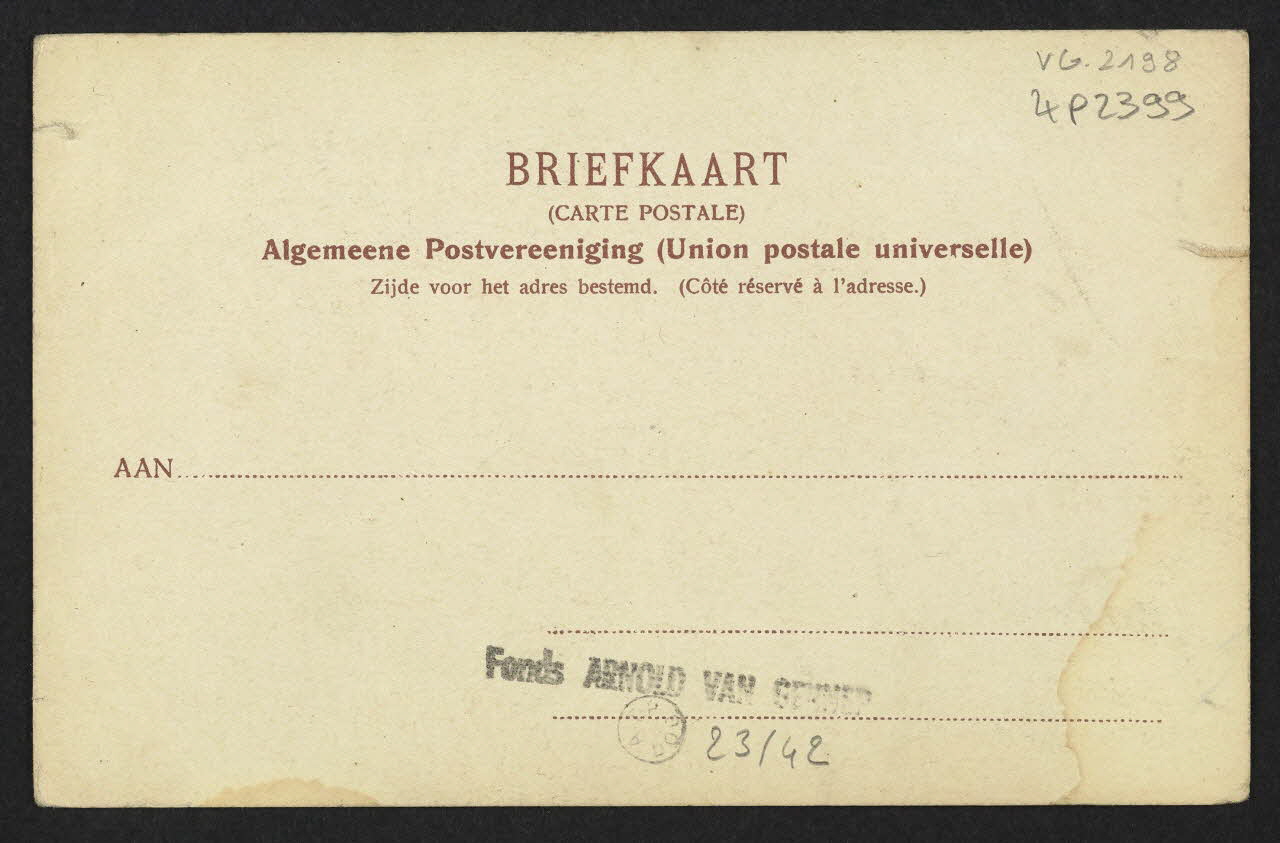 VG. 2198
4P2399
BRIEFKAART
(CARTE POSTALE)
Algemeene Postvereeniging (Union postale universelle)
Zijde voor het adres bestemd. (Côté réservé à l'adresse.)
AAN
Fonds ARNOLD VAN GENNEP
23/42